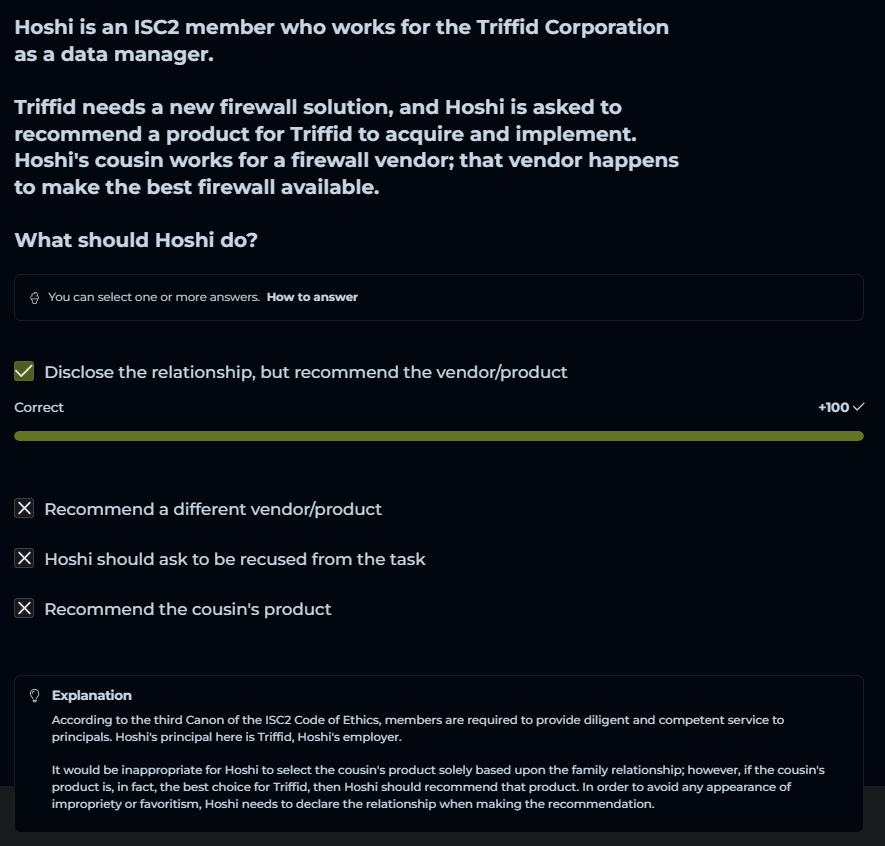 Hoshi is an ISC2 member who works for the Triffid Corporation
as a data manager.
Triffid needs a new firewall solution, and Hoshi is asked to
recommend a product for Triffid to acquire and implement.
Hoshi's cousin works for a firewall vendor; that vendor happens
to make the best firewall available.
What should Hoshi do?
You can select one or more answers. How to answer
Disclose the relationship, but recommend the vendor/product
Correct +100
Recommend a different vendor/product
Hoshi should ask to be recused from the task
Recommend the cousin's product
Explanation
According to the third Canon of the ISC2 Code of Ethics, members are required to provide diligent and competent service to
principals. Hoshi's principal here is Triffid, Hoshi's employer.
It would be inappropriate for Hoshi to select the cousin's product solely based upon the family relationship; however, if the cousin's
product is, in fact, the best choice for Triffid, then Hoshi should recommend that product. In order to avoid any appearance of
impropriety or favoritism, Hoshi needs to declare the relationship when making the recommendation.